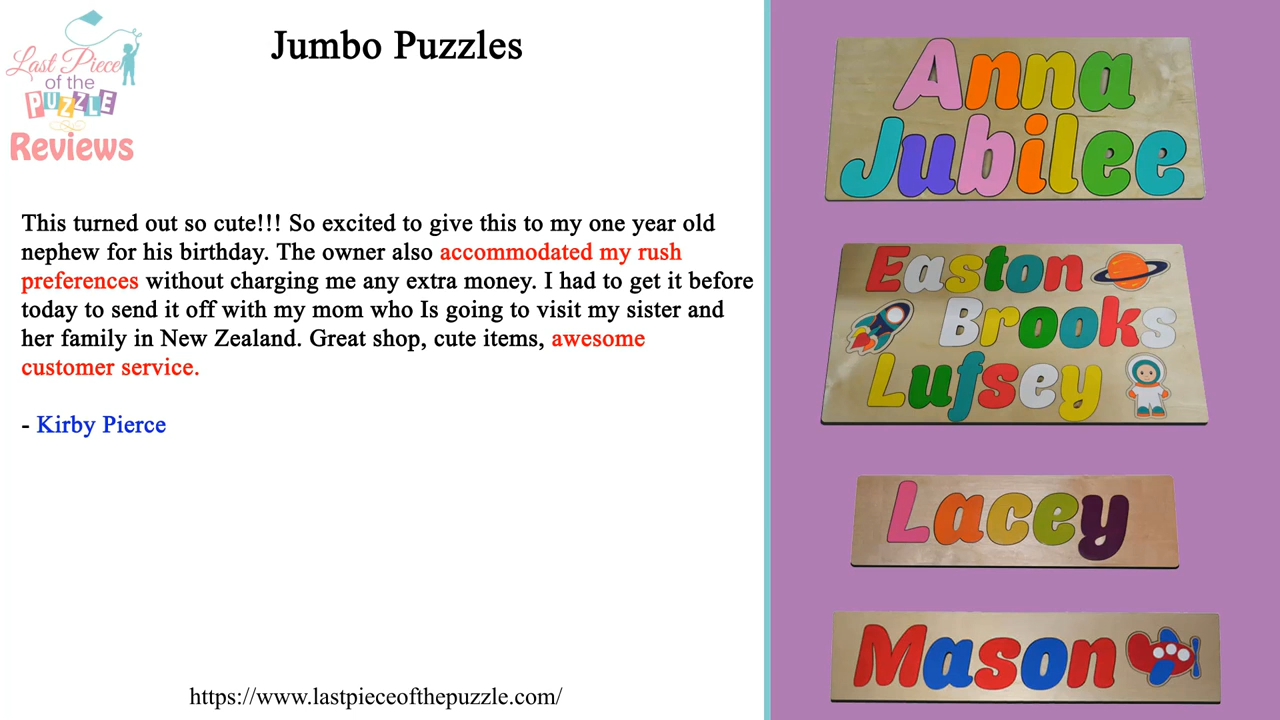 Last Piece
of the
PUZZLE
Reviews
Jumbo Puzzles
This turned out so cute!!! So excited to give this to my one year old
nephew for his birthday. The owner also accommodated my rush
preferences without charging me any extra money. I had to get it before
today to send it off with my mom who Is going to visit my sister and
her family in New Zealand. Great shop, cute items, awesome
customer service.
- Kirby Pierce
https://www.lastpieceofthepuzzle.com/
Anna
Jubilee
Easton
Brooks
Lufsey
Lacey
Mason